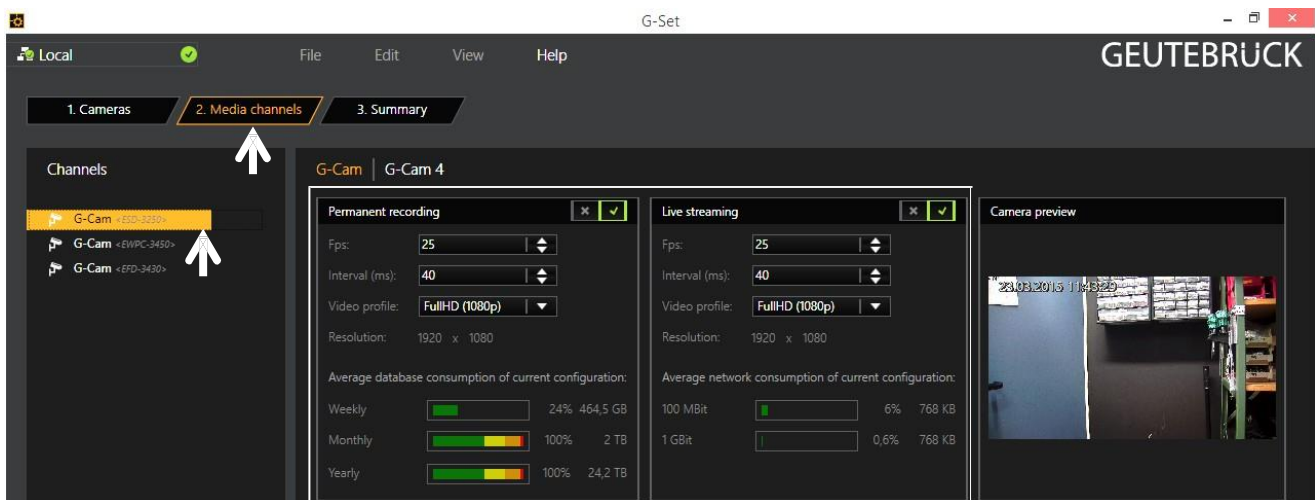 G-Set
Local File Edit View Help GEUTEBRÜCK
1. Cameras 2. Media channels 3. Summary
Channels
G-Cam <ESD-3250>
G-Cam <EWPC-3450>
G-Cam <EFD-3430>
G-Cam G-Cam 4
Permanent recording
Fps: 25
Interval (ms): 40
Video profile: FullHD (1080p)
Resolution: 1920 x 1080
Average database consumption of current configuration:
Weekly 24% 464,5 GB
Monthly 100% 2 TB
Yearly 100% 24,2 TB
Live streaming
Fps: 25
Interval (ms): 40
Video profile: FullHD (1080p)
Resolution: 1920 x 1080
Average network consumption of current configuration:
100 MBit 6% 768 KB
1 GBit 0,6% 768 KB
Camera preview
23.03.2015 11:43:29